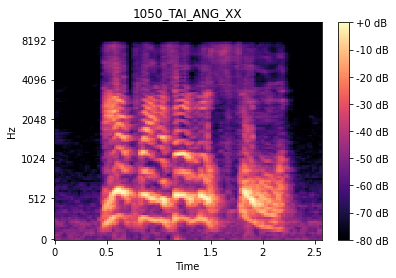 1050_TAI_ANG_XX
+0 dB
8192
-10 dB
4096
-20 dB
-30 dB
2048
Hz
-40 dB
1024
-50 dB
512
-60 dB
-70 dB
0
-80 dB
0 0.5 1 1.5 2 2.5
Time